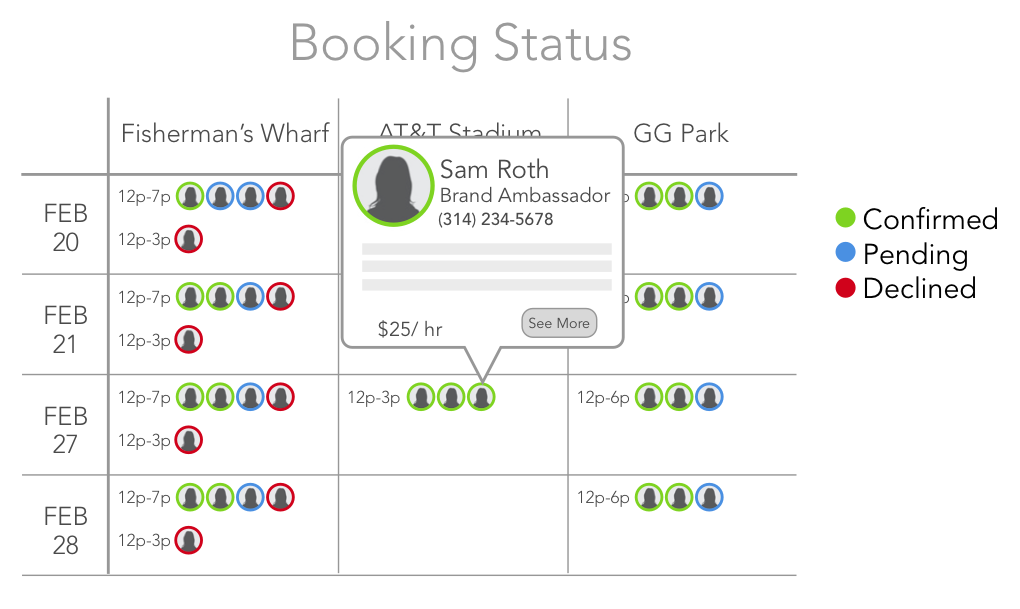 Booking Status
Fisherman's Wharf AT&T Stadium GG Park
Sam Roth
Brand Ambassador
(314) 234-5678
$25/ hr See More
FEB 20
12p-7p
12p-3p
FEB 21
12p-7p
12p-3p
FEB 27
12p-7p 12p-3p 12p-6p
12p-3p
FEB 28
12p-7p 12p-6p
12p-3p
Confirmed
Pending
Declined